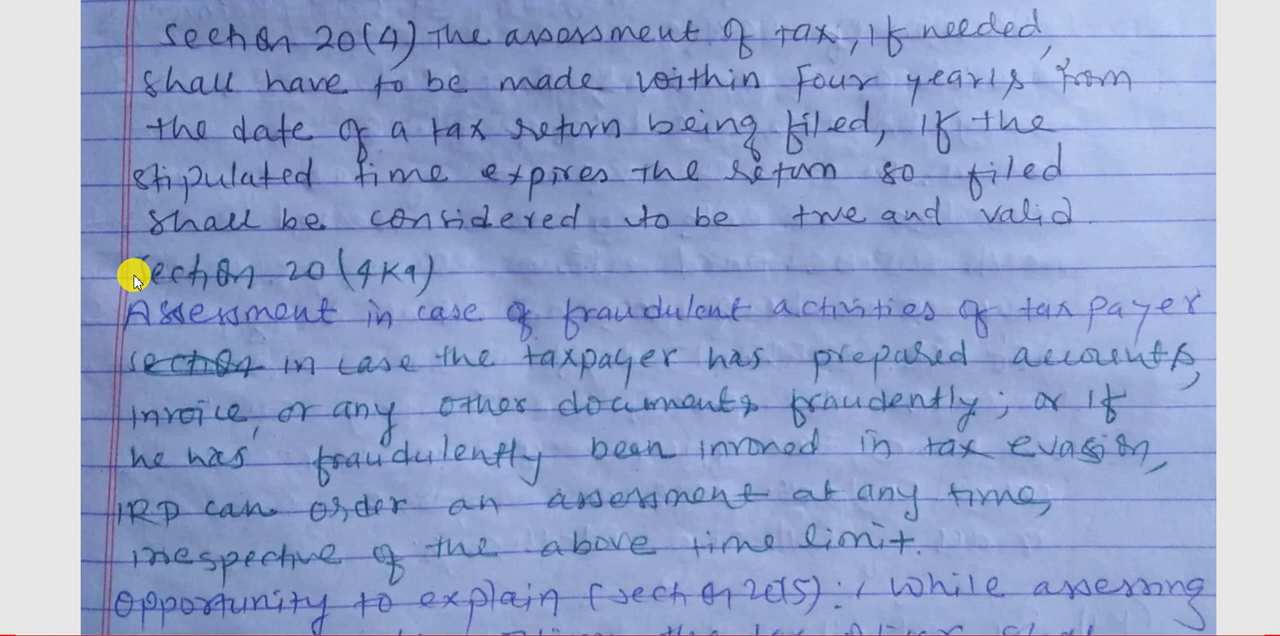 Section 20(4) The assessment of tax, if needed,
shall have to be made within Four years from
the date of a tax return being filed, If the
stipulated time expires the return so filed
shall be considered to be true and valid.
Section 20(4Ka)
Assessment in case of fraudulent activities of tax payer
section in case the taxpayer has prepared accounts,
invoice, or any other documents fraudently; or if
he has fraudulently been invoned in tax evasion,
IRD can order an assessment at any time,
irrespective of the above time limit.
opportunity to explain (section 20(5): / While assessing